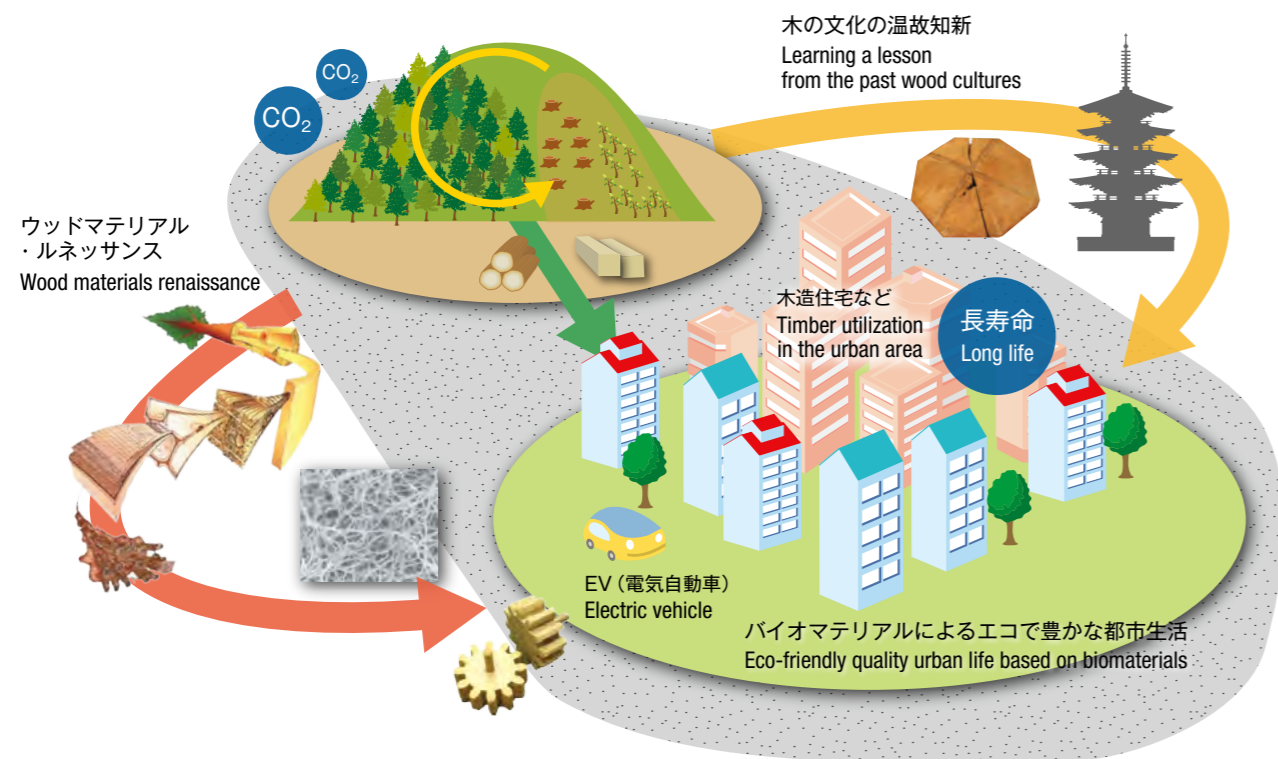 木の文化の温故知新
Learning a lesson
from the past wood cultures
CO₂
CO₂
ウッドマテリアル
・ルネッサンス
Wood materials renaissance
木造住宅など
Timber utilization
in the urban area
長寿命
Long life
EV（電気自動車）
Electric vehicle
バイオマテリアルによるエコで豊かな都市生活
Eco-friendly quality urban life based on biomaterials